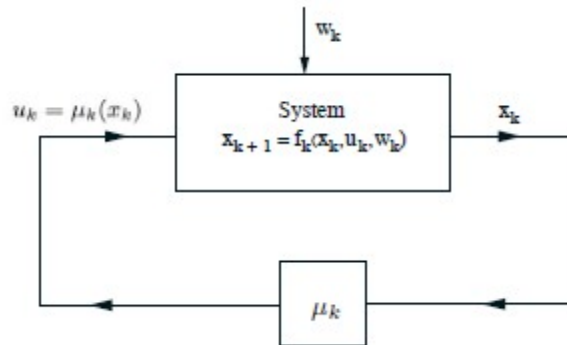 w_k
u_k = μ_k(x_k)
System
x_k
x_{k + 1} = f_k(x_k, u_k, w_k)
μ_k